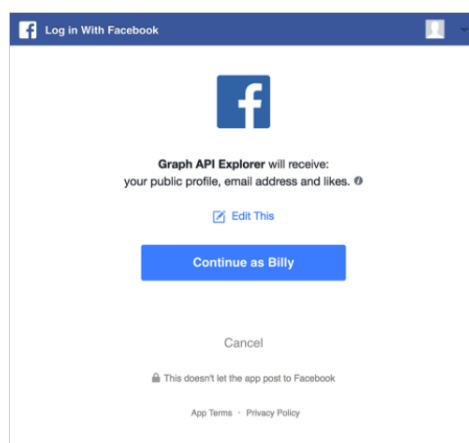 Log in With Facebook
Graph API Explorer will receive:
your public profile, email address and likes.
Edit This
Continue as Billy
Cancel
This doesn't let the app post to Facebook
App Terms · Privacy Policy